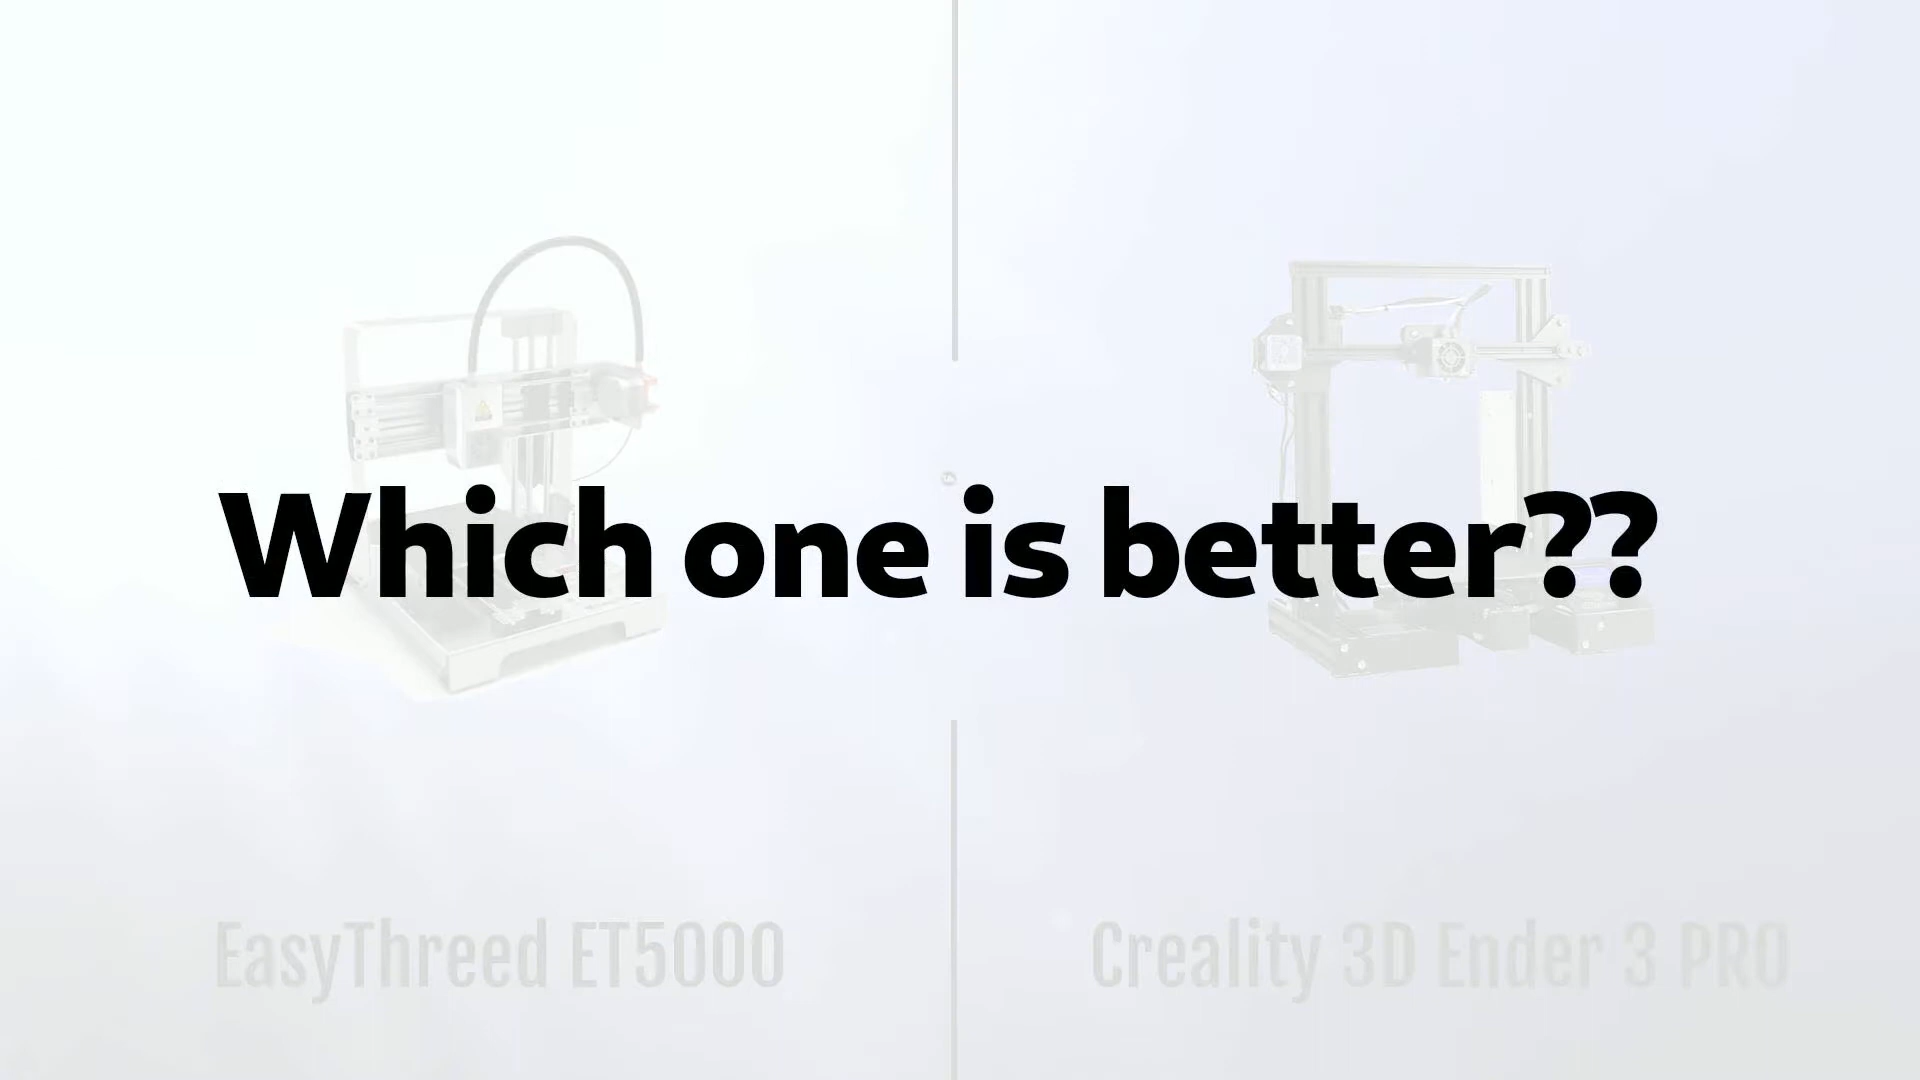 Which one is better??
EasyThreed ET5000
Creality 3D Ender 3 PRO